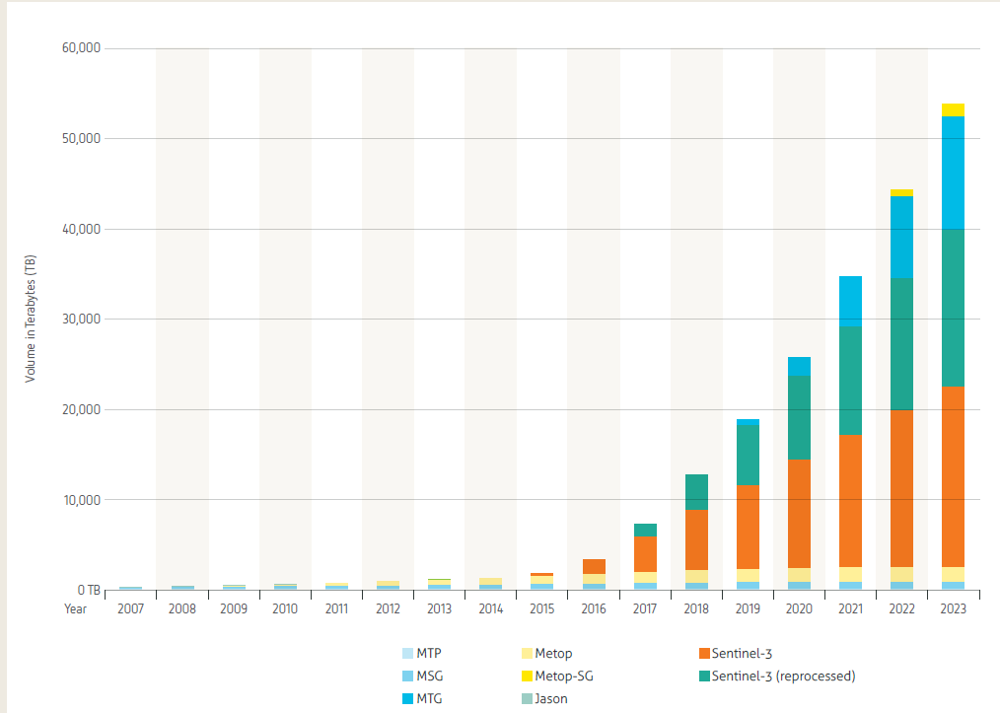 60,000
50,000
40,000
30,000
20,000
10,000
0 TB
Volume in Terabytes (TB)
Year 2007 2008 2009 2010 2011 2012 2013 2014 2015 2016 2017 2018 2019 2020 2021 2022 2023
MTP Metop Sentinel-3
MSG Metop-SG Sentinel-3 (reprocessed)
MTG Jason